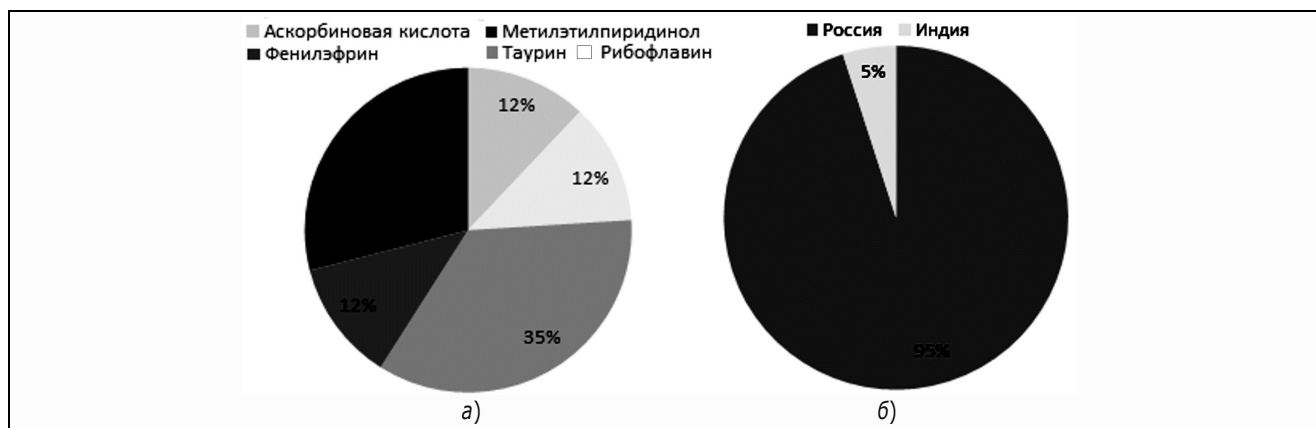 Аскорбиновая кислота Метилэтилпиридинол
Фенилэфрин Таурин Рибофлавин
12%
12%
12%
35%
а)
Россия Индия
5%
95%
б)